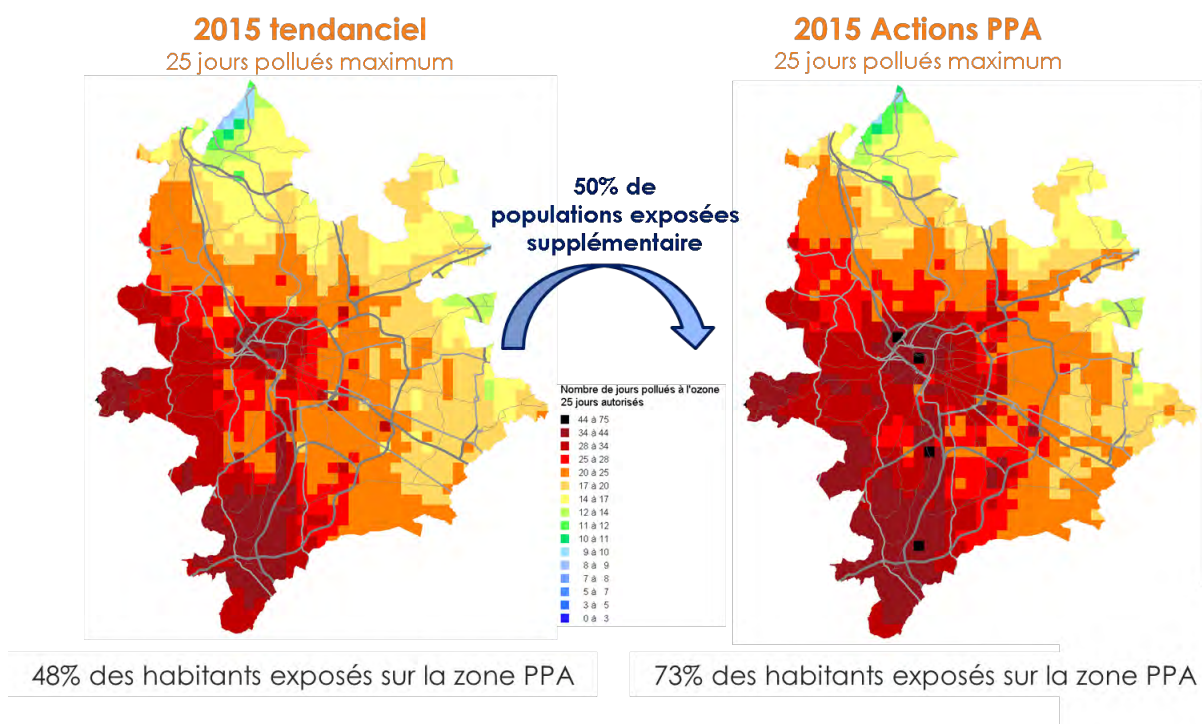 2015 tendanciel
25 jours pollués maximum
2015 Actions PPA
25 jours pollués maximum
50% de
populations exposées
supplémentaire
Nombre de jours pollués à l'ozone
25 jours autorisés
44 à 75
34 à 44
28 à 34
25 à 28
20 à 25
17 à 20
14 à 17
12 à 14
11 à 12
10 à 11
9 à 10
8 à 9
7 à 8
5 à 7
3 à 5
0 à 3
48% des habitants exposés sur la zone PPA
73% des habitants exposés sur la zone PPA